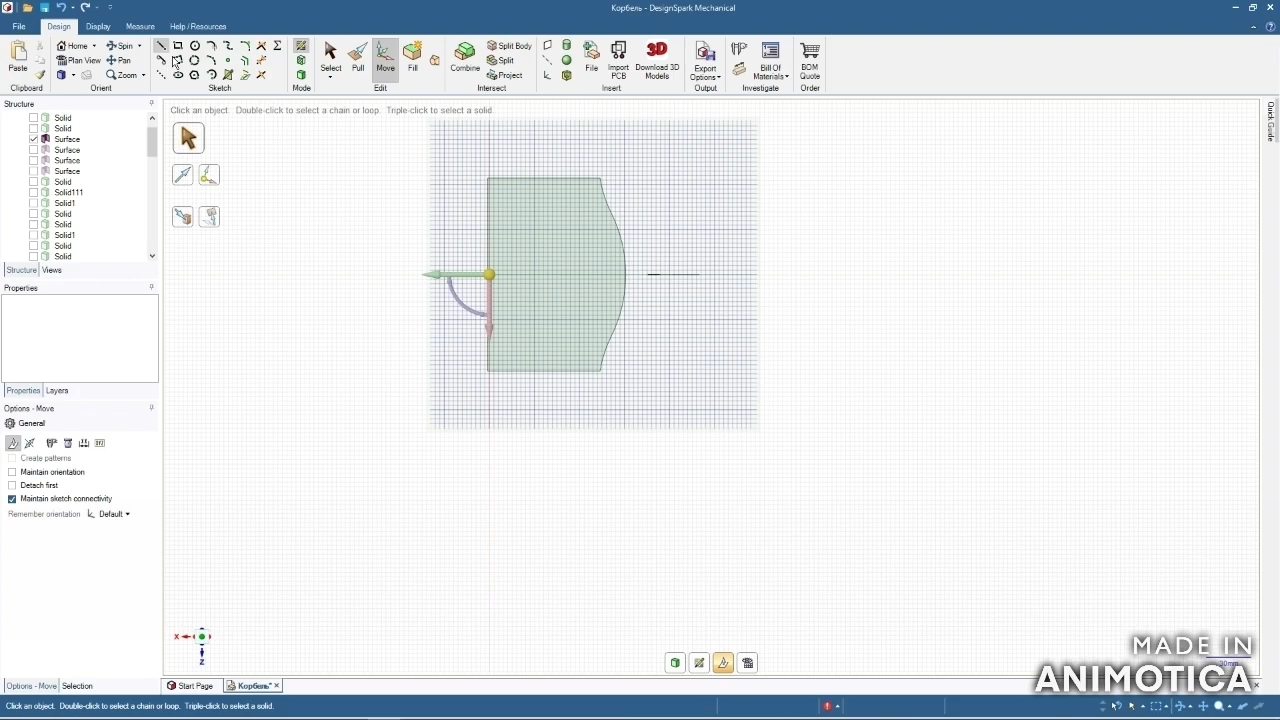 Корбель - DesignSpark Mechanical
File Design Display Measure Help / Resources
Paste
Clipboard
Home Spin
Plan View Pan
Zoom
Orient
Sketch
Mode
Select Pull Move Fill
Edit
Combine
Split Body
Split
Project
Intersect
File Import PCB Download 3D Models
3D
Insert
Export Options
Output
Bill Of Materials
Investigate
BOM Quote
Order
Structure
Click an object. Double-click to select a chain or loop. Triple-click to select a solid.
Quick Guide
Solid
Solid
Surface
Surface
Surface
Surface
Solid
Solid111
Solid1
Solid
Solid
Solid1
Solid
Solid
Structure Views
Properties
Properties Layers
Options - Move
General
Create patterns
Maintain orientation
Detach first
Maintain sketch connectivity
Remember orientation Default
X
Z
30mm
MADE IN
ANIMOTICA
Options - Move Selection
Start Page Корбель*
Click an object. Double-click to select a chain or loop. Triple-click to select a solid.